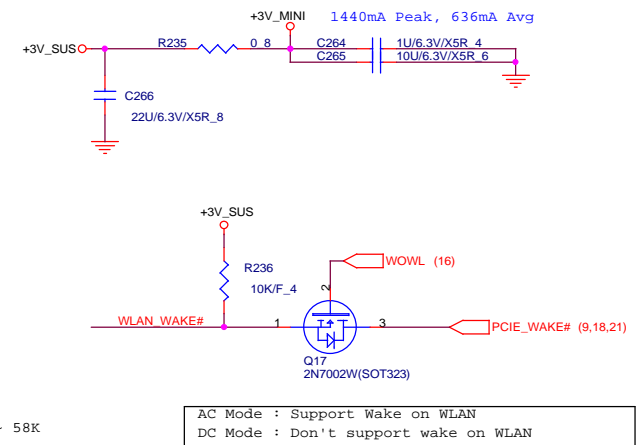 +3V_MINI 1440mA Peak, 636mA Avg
+3V_SUS R235 0_8 C264 1U/6.3V/X5R_4
C265 10U/6.3V/X5R_6
C266
22U/6.3V/X5R_8
+3V_SUS
R236
10K/F_4
WOWL (16)
2
WLAN_WAKE# 1 3 PCIE_WAKE# (9,18,21)
Q17
2N7002W(SOT323)
AC Mode : Support Wake on WLAN
58K
DC Mode : Don't support wake on WLAN